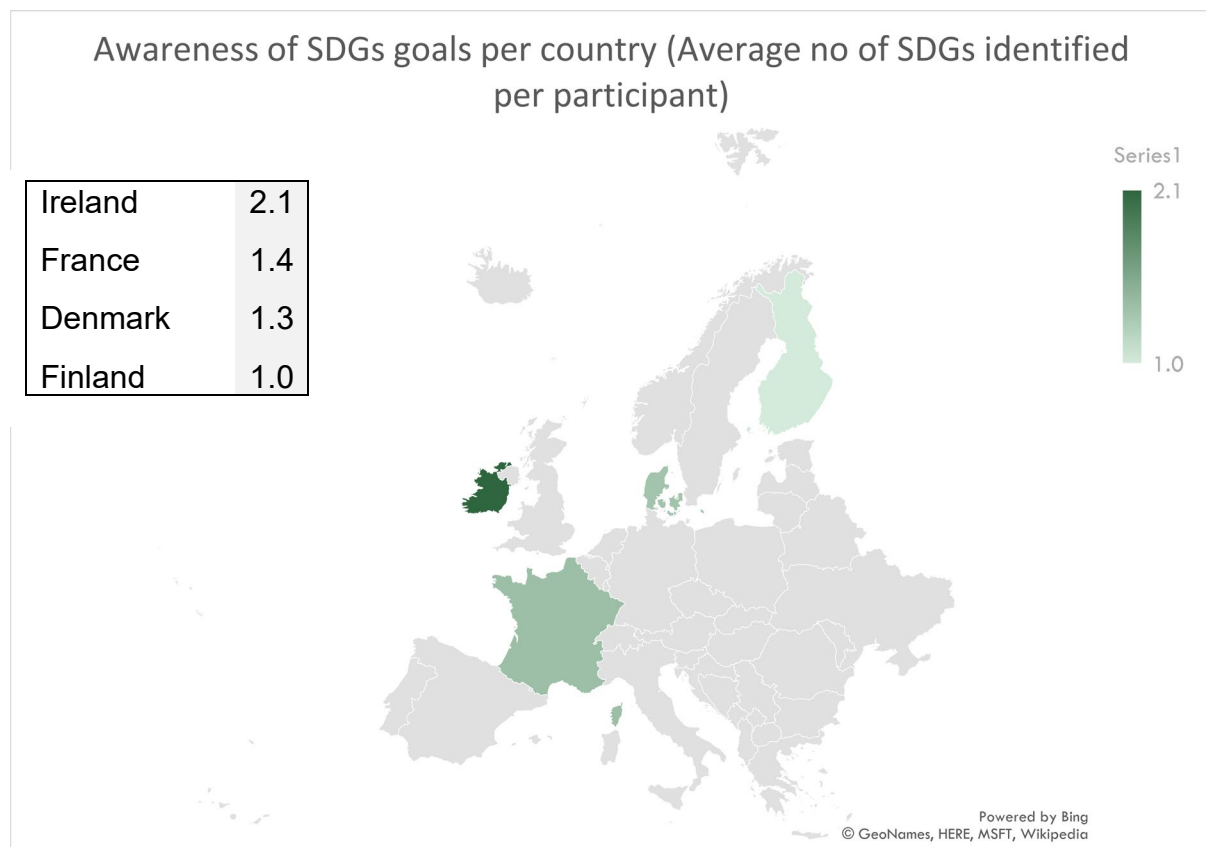 Awareness of SDGs goals per country (Average no of SDGs identified
per participant)
Series1
2.1
1.0
Ireland 2.1
France 1.4
Denmark 1.3
Finland 1.0
Powered by Bing
© GeoNames, HERE, MSFT, Wikipedia